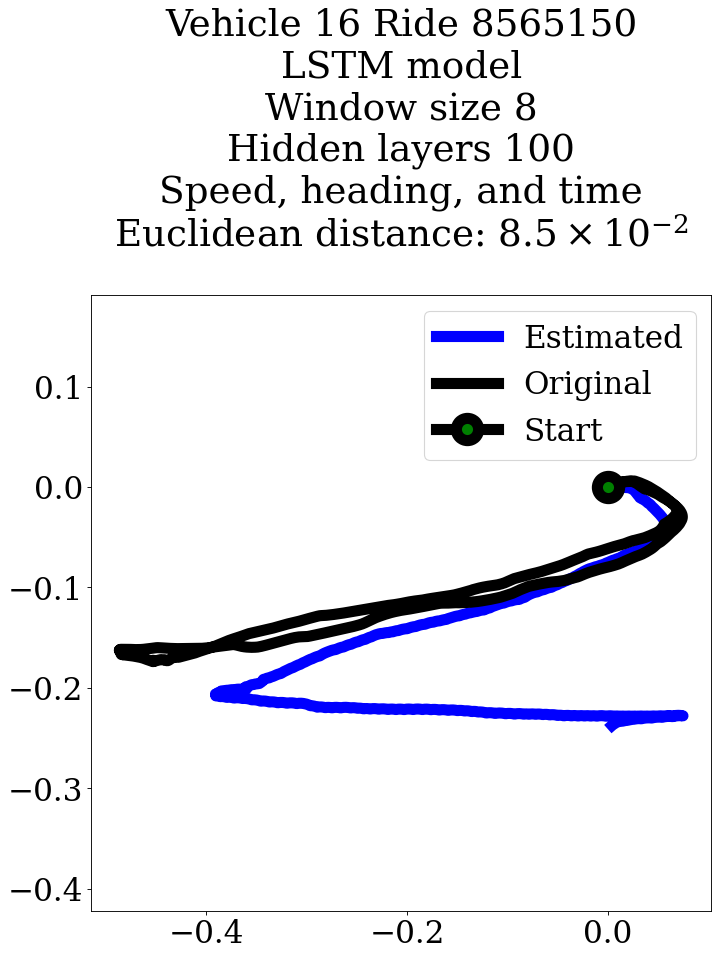 Vehicle 16 Ride 8565150
LSTM model
Window size 8
Hidden layers 100
Speed, heading, and time
Euclidean distance: 8.5 × 10⁻²
Estimated
Original
Start
0.1
0.0
−0.1
−0.2
−0.3
−0.4
−0.4
−0.2
0.0